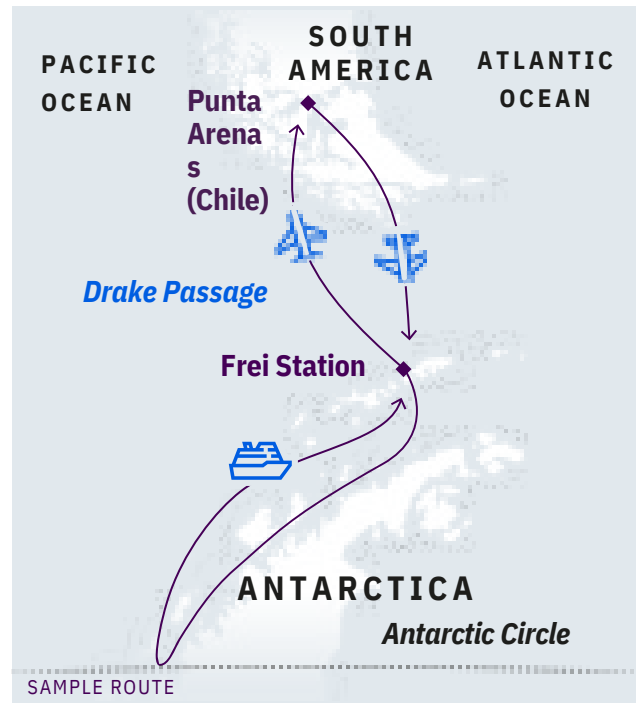 SOUTH
AMERICA
PACIFIC
OCEAN
ATLANTIC
OCEAN
Punta
Arena
s
(Chile)
Drake Passage
Frei Station
ANTARCTICA
Antarctic Circle
SAMPLE ROUTE